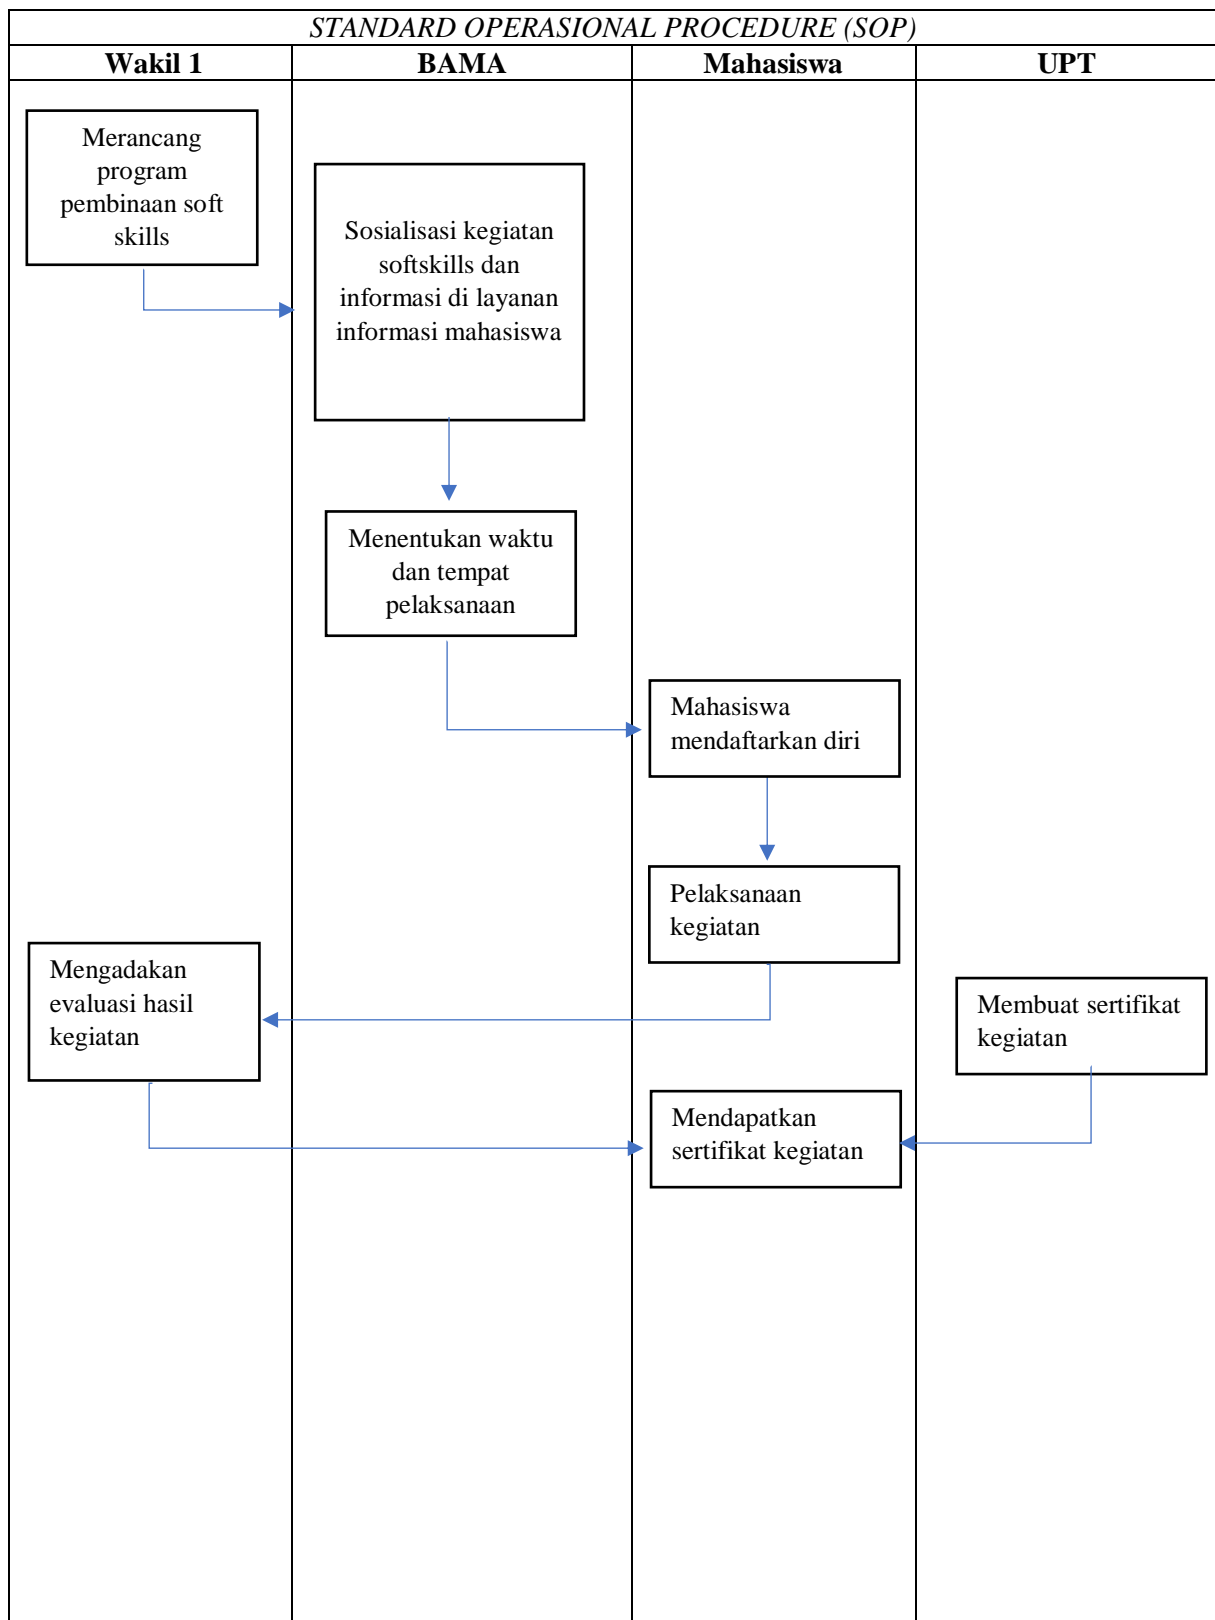 STANDARD OPERASIONAL PROCEDURE (SOP)
Wakil 1
BAMA
Mahasiswa
UPT
Merancang
program
pembinaan soft
skills
Sosialisasi kegiatan
softskills dan
informasi di layanan
informasi mahasiswa
Menentukan waktu
dan tempat
pelaksanaan
Mahasiswa
mendaftarkan diri
Pelaksanaan
kegiatan
Mengadakan
evaluasi hasil
kegiatan
Membuat sertifikat
kegiatan
Mendapatkan
sertifikat kegiatan